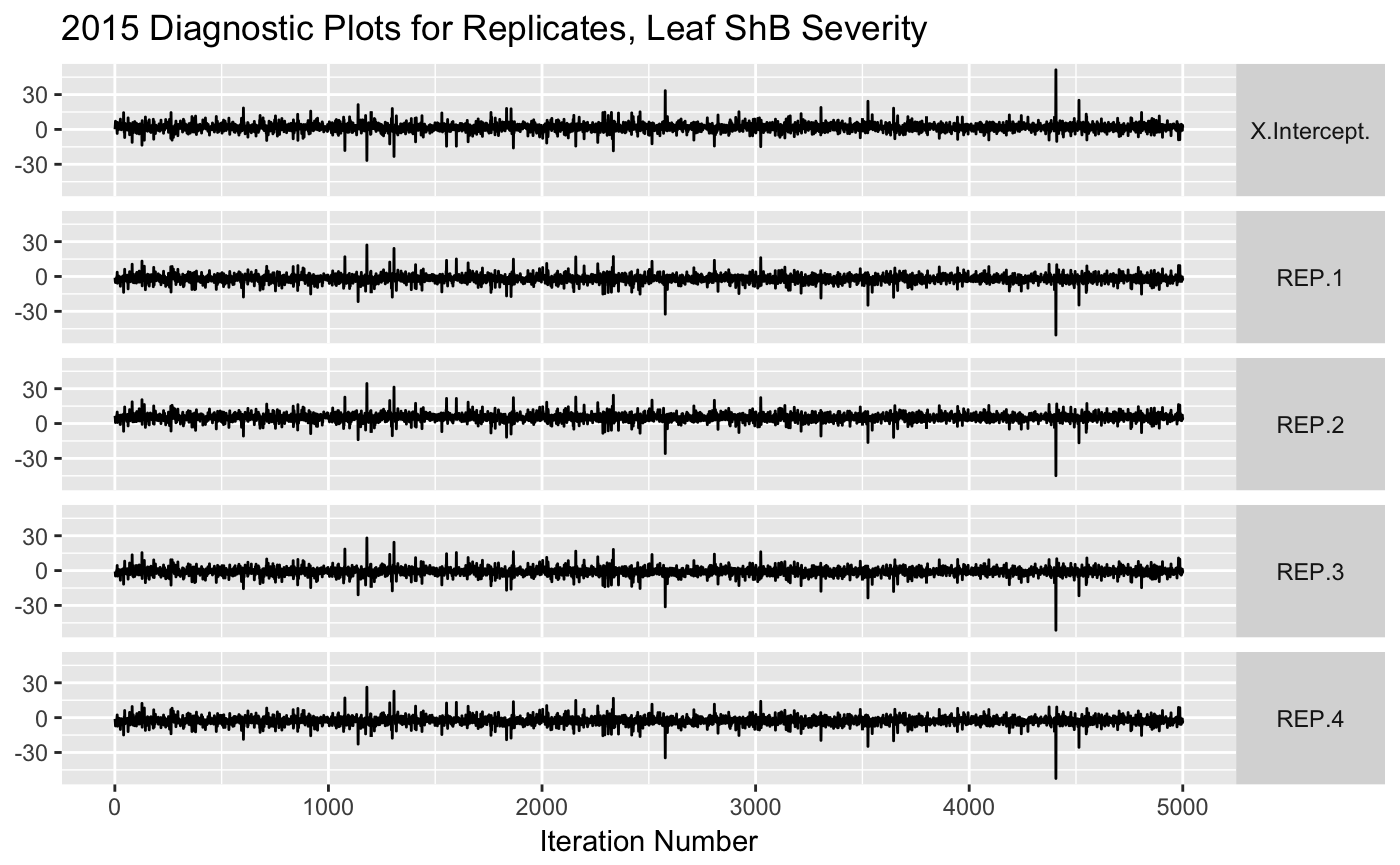 2015 Diagnostic Plots for Replicates, Leaf ShB Severity
30
0
-30
X.Intercept.
30
0
-30
REP.1
30
0
-30
REP.2
30
0
-30
REP.3
30
0
-30
REP.4
0 1000 2000 3000 4000 5000
Iteration Number